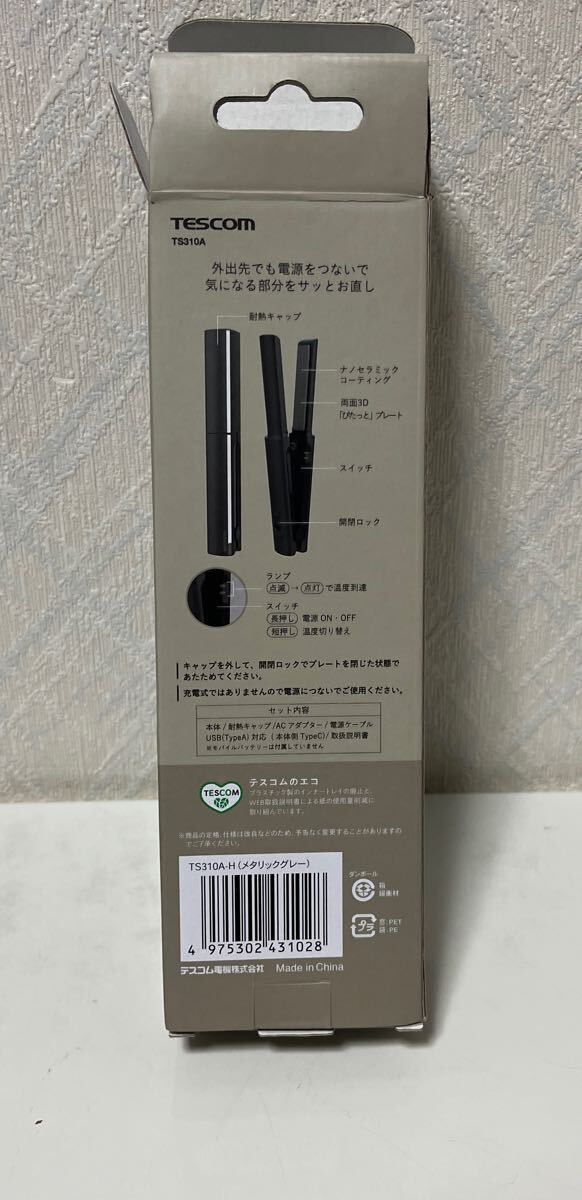 TESCOM
TS310A
外出先でも電源をつないで
気になる部分をサッとお直し
耐熱キャップ
ナノセラミック
コーティング
両面3D
「ぴたっと」プレート
スイッチ
開閉ロック
ランプ
点滅 → 点灯 で温度到達
スイッチ
長押し 電源 ON・OFF
短押し 温度切り替え
キャップを外して、開閉ロックでプレートを閉じた状態で
あたためてください。
充電式ではありませんので電源につないでご使用ください。
セット内容
本体 / 耐熱キャップ / AC アダプター / 電源ケーブル
USB(TypeA) 対応 ( 本体側 TypeC)/ 取扱説明書
※モバイルバッテリーは付属していません
TESCOM
テスコムのエコ
プラスチック製のインナートレイの廃止と、
WEB取扱説明書による紙の使用量削減に
取り組んでいます。
※商品の定格、仕様は改良などのため、予告なく変更することがありますの
でご了承ください。
TS310A-H (メタリックグレー)
4 975302 431028
ダンボール
箱
緩衝材
プラ
窓:PET
袋:PE
テスコム電機株式会社 Made in China